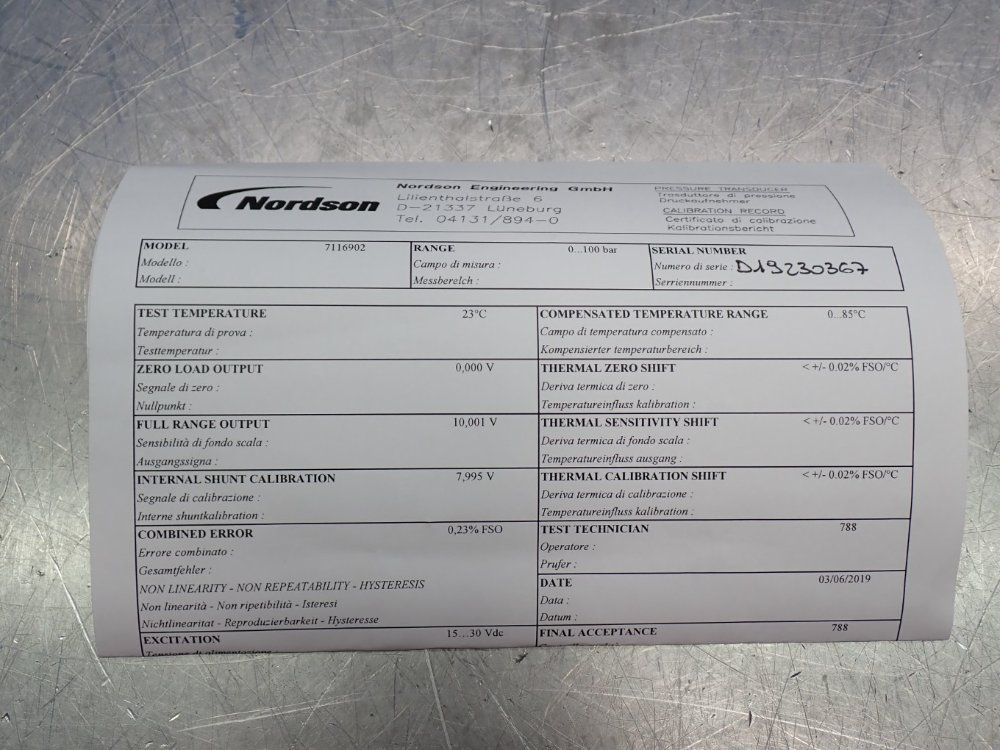 Nordson
Nordson Engineering GmbH
Lilienthalstraße 6
D-21337 Lüneburg
Tel. 04131/894-0
PRESSURE TRANSDUCER
Trasduttore di pressione
Druckaufnehmer
CALIBRATION RECORD
Certificato di calibrazione
Kalibrationsbericht
MODEL 7116902
Modello :
Modell :
RANGE 0...100 bar
Campo di misura :
Messbereich :
SERIAL NUMBER
Numero di serie : D19230367
Serriennummer :
TEST TEMPERATURE 23°C
Temperatura di prova :
Testtemperatur :
ZERO LOAD OUTPUT 0,000 V
Segnale di zero :
Nullpunkt :
FULL RANGE OUTPUT 10,001 V
Sensibilità di fondo scala :
Ausgangssigna :
INTERNAL SHUNT CALIBRATION 7,995 V
Segnale di calibrazione :
Interne shuntkalibration :
COMBINED ERROR 0,23% FSO
Errore combinato :
Gesamtfehler :
NON LINEARITY - NON REPEATABILITY - HYSTERESIS
Non linearità - Non ripetibilità - Isteresi
Nichtlinearitat - Reproduzierbarkeit - Hysteresse
EXCITATION 15…30 Vdc
Tensione di alimentazione
COMPENSATED TEMPERATURE RANGE 0...85°C
Campo di temperatura compensato :
Kompensierter temperaturbereich :
THERMAL ZERO SHIFT < +/- 0.02% FSO/°C
Deriva termica di zero :
Temperatureinfluss kalibration :
THERMAL SENSITIVITY SHIFT < +/- 0.02% FSO/°C
Deriva termica di fondo scala :
Temperatureinfluss ausgang :
THERMAL CALIBRATION SHIFT < +/- 0.02% FSO/°C
Deriva termica di calibrazione :
Temperatureinfluss kalibration :
TEST TECHNICIAN 788
Operatore :
Prufer :
DATE 03/06/2019
Data :
Datum :
FINAL ACCEPTANCE 788